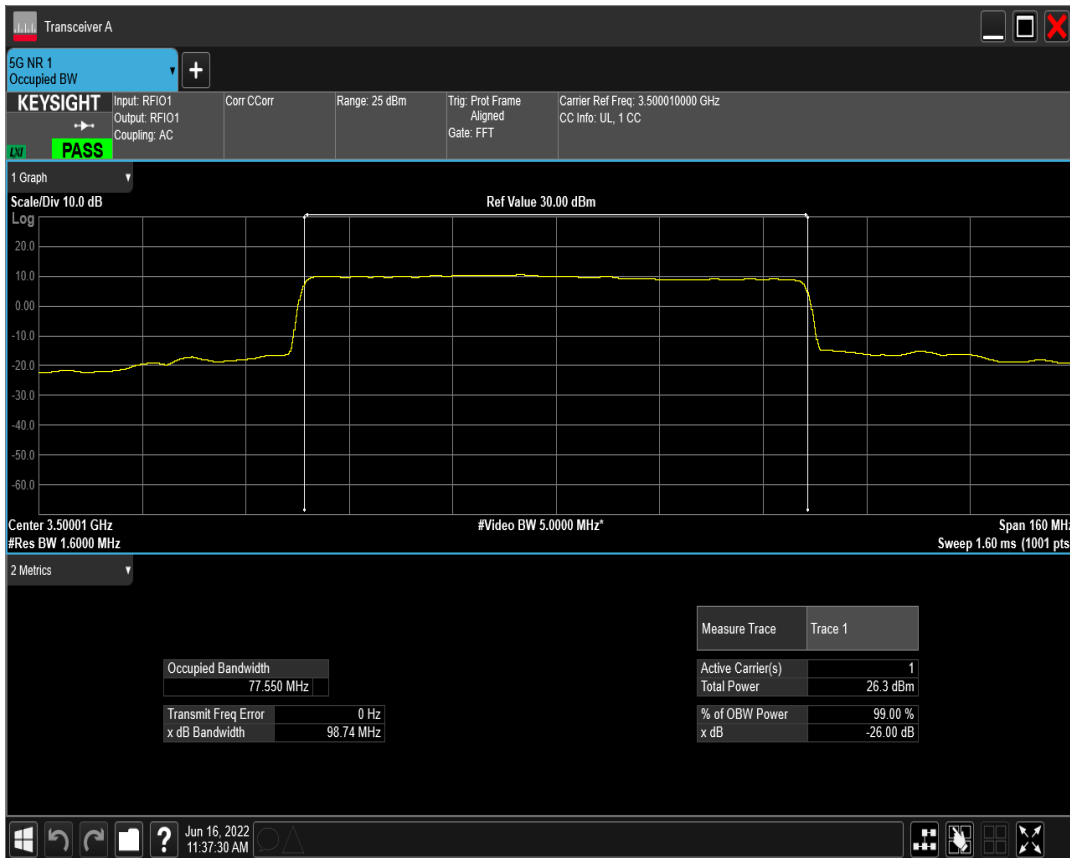 Transceiver A
5G NR 1
Occupied BW
+
KEYSIGHT
LXI
PASS
Input: RFIO1
Output: RFIO1
Coupling: AC
Corr CCorr
Range: 25 dBm
Trig: Prot Frame
Aligned
Gate: FFT
Carrier Ref Freq: 3.500010000 GHz
CC Info: UL, 1 CC
1 Graph
Scale/Div 10.0 dB
Ref Value 30.00 dBm
Log
20.0
10.0
0.00
-10.0
-20.0
-30.0
-40.0
-50.0
-60.0
Center 3.50001 GHz
#Video BW 5.0000 MHz*
Span 160 MHz
#Res BW 1.6000 MHz
Sweep 1.60 ms (1001 pts
2 Metrics
Measure Trace Trace 1
Occupied Bandwidth
77.550 MHz
Active Carrier(s) 1
Total Power 26.3 dBm
Transmit Freq Error 0 Hz
x dB Bandwidth 98.74 MHz
% of OBW Power 99.00 %
x dB -26.00 dB
?
Jun 16, 2022
11:37:30 AM